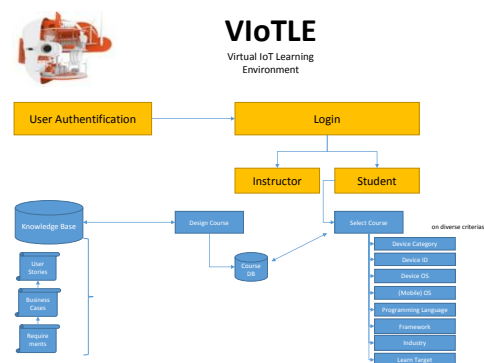 VIoTLE
Virtual IoT Learning
Environment
User Authentification
Login
Instructor
Student
Knowledge Base
Design Course
Select Course
on diverse criterias
Course
DB
Device Category
Device ID
Device OS
(Mobile) OS
Programming Language
Framework
Industry
Learn Target
User
Stories
Business
Cases
Require
ments